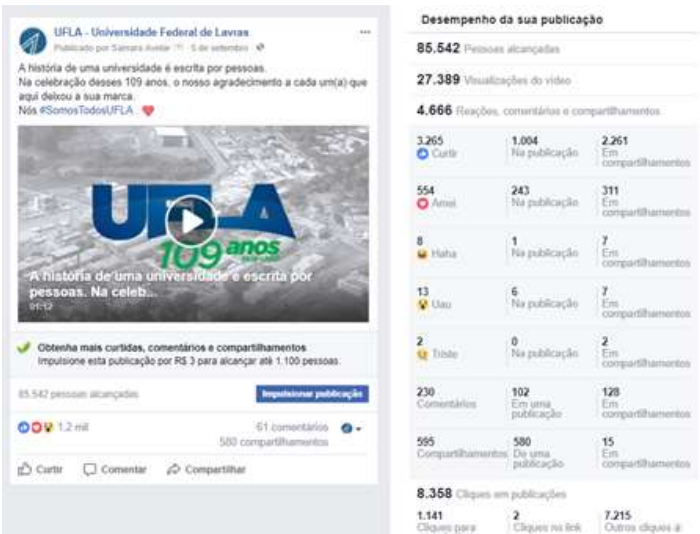 UFLA - Universidade Federal de Lavras
Publicado por Samara Avelar [?] · 5 de setembro ·
A história de uma universidade é escrita por pessoas.
Na celebração desses 109 anos, o nosso agradecimento a cada um(a) que
aqui deixou a sua marca.
Nós #SomosTodosUFLA
UFLA
109 anos
A história de uma universidade é escrita por
pessoas. Na celeb...
01:12
Obtenha mais curtidas, comentários e compartilhamentos
Impulsione esta publicação por R$ 3 para alcançar até 1.100 pessoas.
85.542 pessoas alcançadas
Impulsionar publicação
1,2 mil
61 comentários
580 compartilhamentos
Curtir Comentar Compartilhar
Desempenho da sua publicação
85.542 Pessoas alcançadas
27.389 Visualizações do vídeo
4.666 Reações, comentários e compartilhamentos
3.265 1.004 2.261
Curtir Na publicação Em
compartilhamentos
554 243 311
Amei Na publicação Em
compartilhamentos
8 1 7
Haha Na publicação Em
compartilhamentos
13 6 7
Uau Na publicação Em
compartilhamentos
2 0 2
Triste Na publicação Em
compartilhamentos
230 102 128
Comentários Em uma Em
publicação compartilhamentos
595 580 15
Compartilhamentos De uma Em
publicação compartilhamentos
8.358 Cliques em publicações
1.141 2 7.215
Cliques para Cliques no link Outros cliques